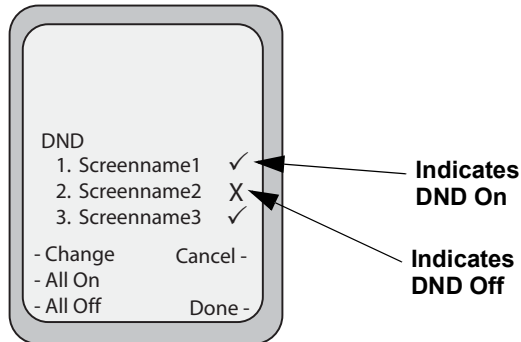 DND
1. Screenname1 ✓
2. Screenname2 X
3. Screenname3 ✓
- Change Cancel -
- All On
- All Off Done -
Indicates
DND On
Indicates
DND Off